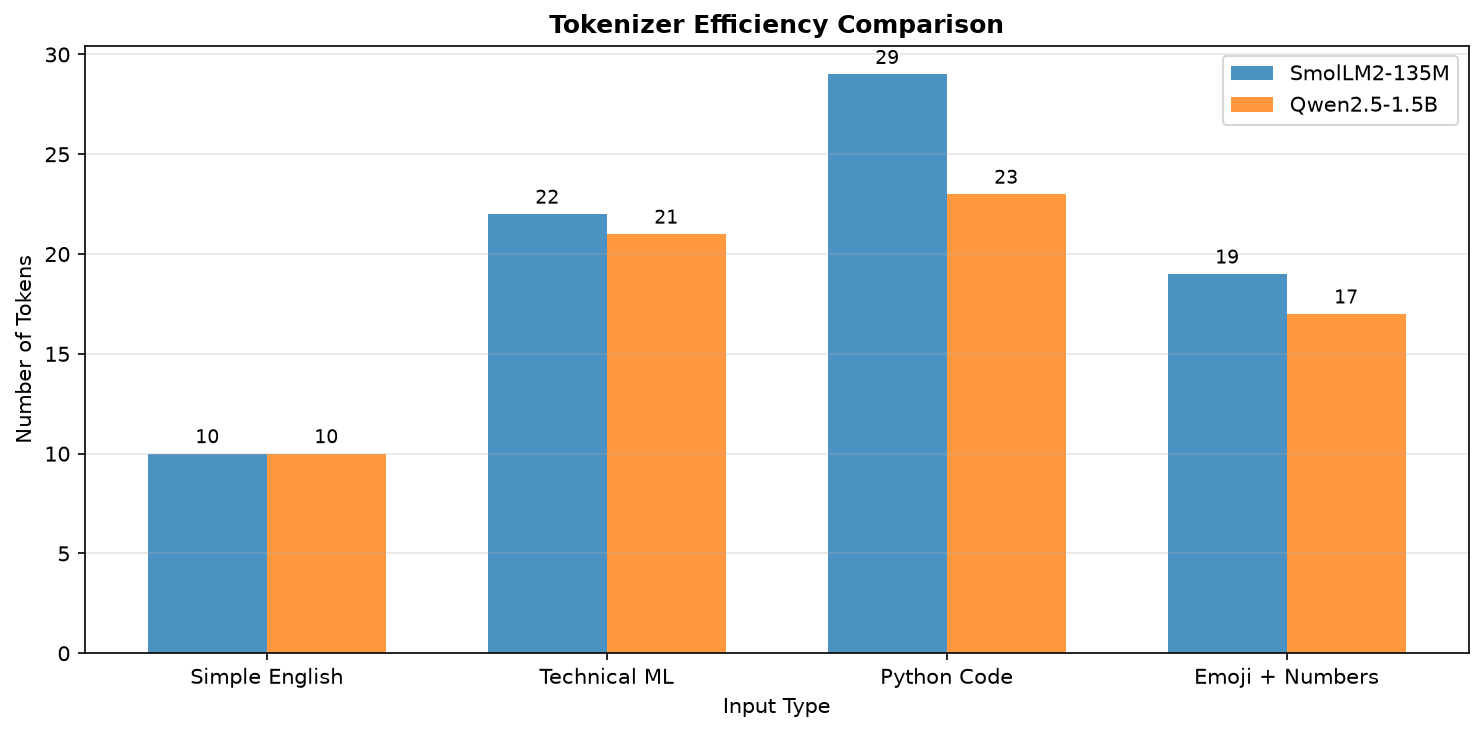 Tokenizer Efficiency Comparison
30
25
20
15
10
5
0
Number of Tokens
29
23
22
21
19
17
10
10
SmolLM2-135M
Qwen2.5-1.5B
Simple English
Technical ML
Python Code
Emoji + Numbers
Input Type